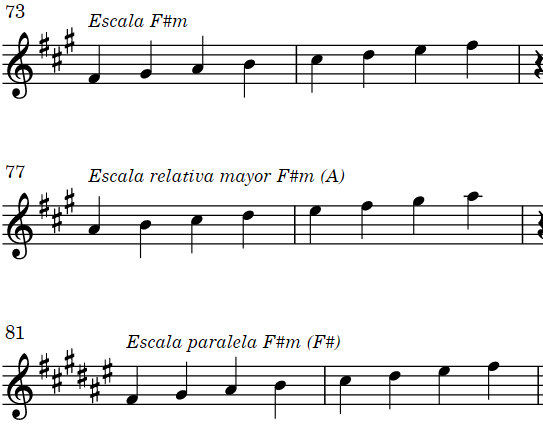 73
Escala F#m
77
Escala relativa mayor F#m (A)
81
Escala paralela F#m (F#)